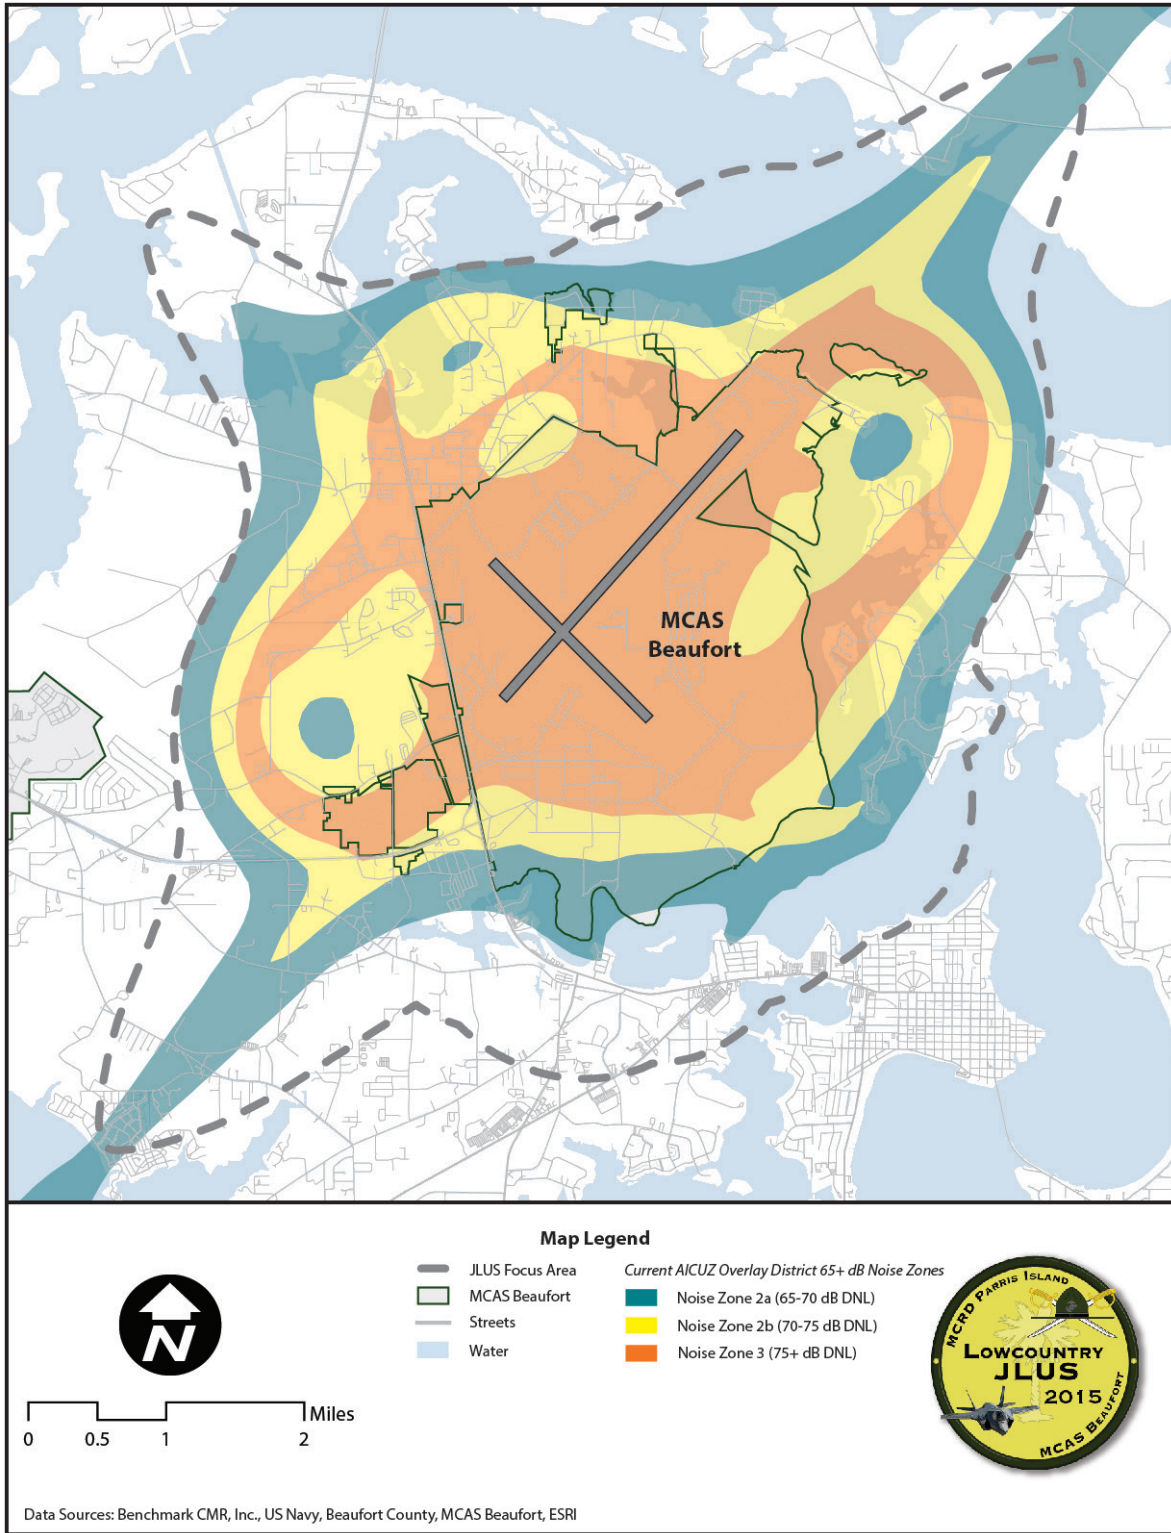 MCAS
Beaufort
Map Legend
JLUS Focus Area
MCAS Beaufort
Streets
Water
Current AICUZ Overlay District 65+ dB Noise Zones
Noise Zone 2a (65-70 dB DNL)
Noise Zone 2b (70-75 dB DNL)
Noise Zone 3 (75+ dB DNL)
N
Miles
0 0.5 1 2
MCRD PARRIS ISLAND
LOWCOUNTRY
JLUS
2015
MCAS BEAUFORT
Data Sources: Benchmark CMR, Inc., US Navy, Beaufort County, MCAS Beaufort, ESRI